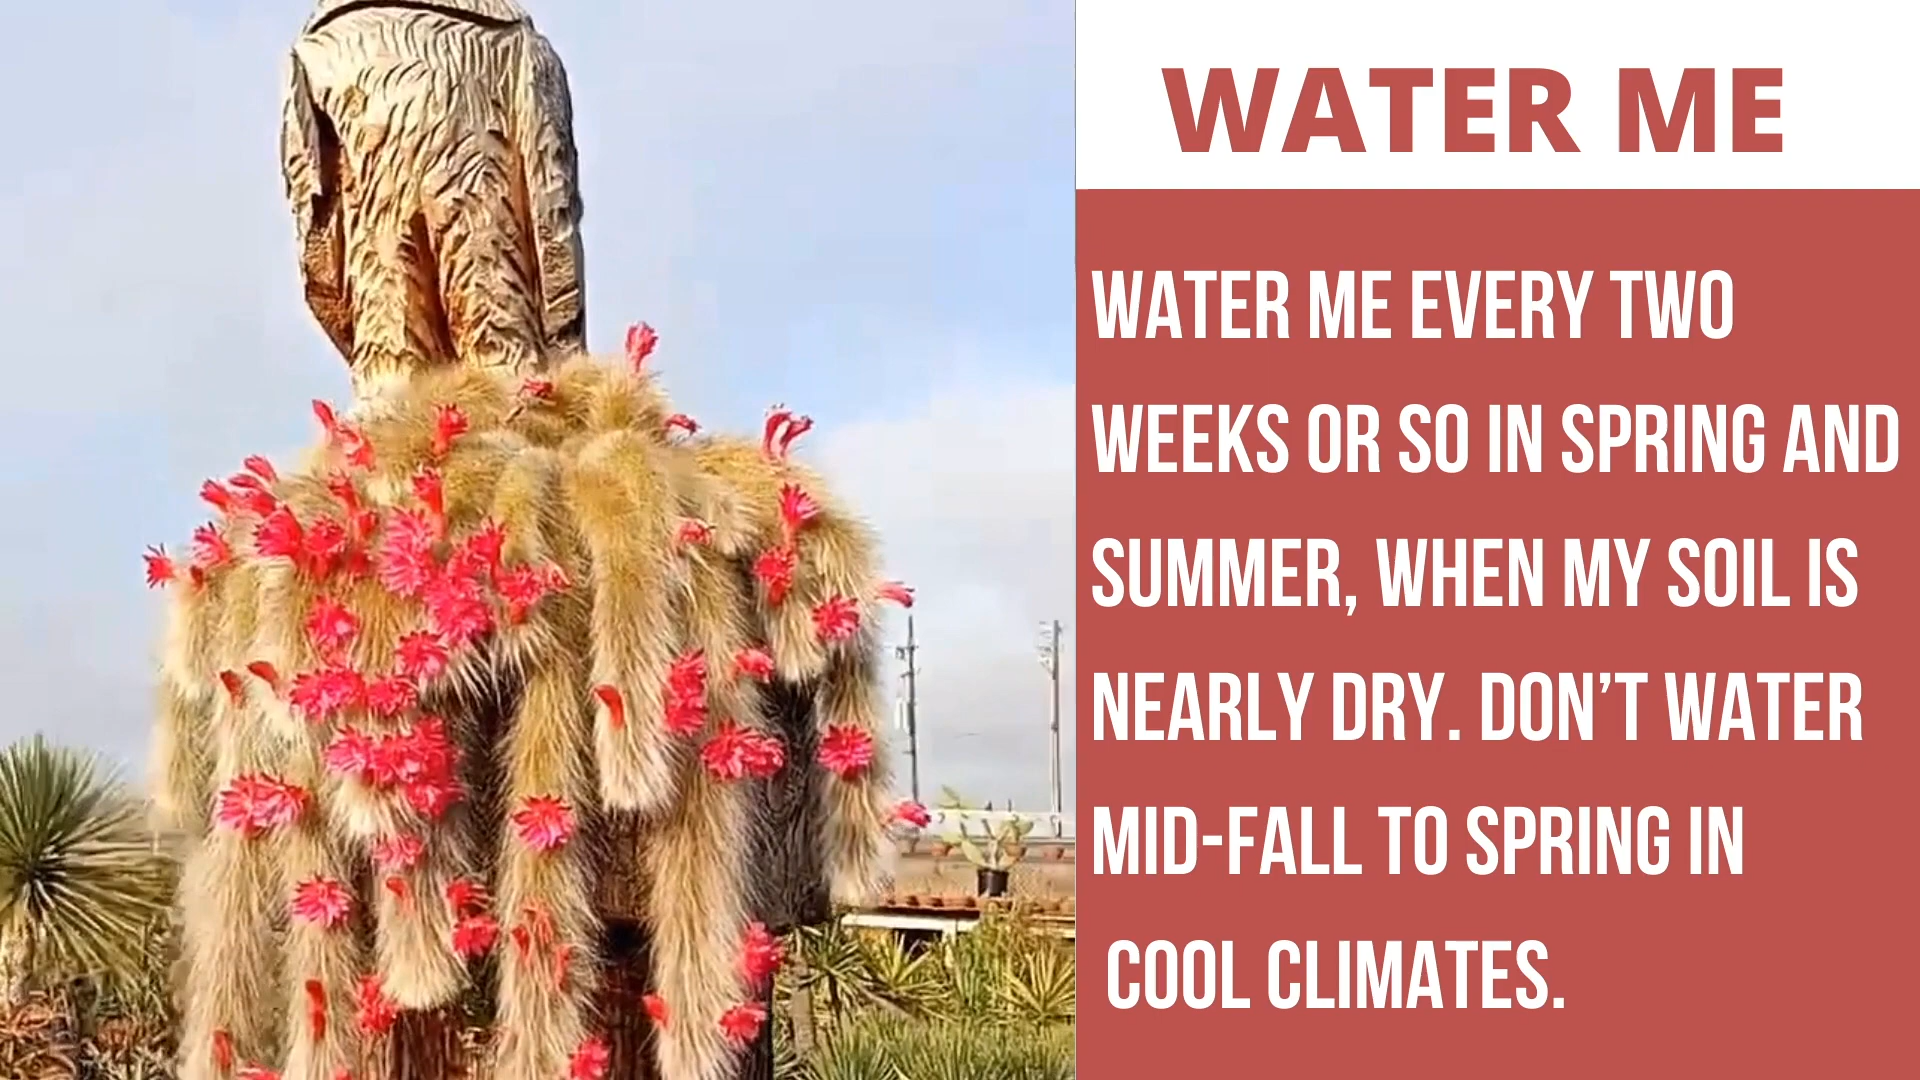 WATER ME
WATER ME EVERY TWO
WEEKS OR SO IN SPRING AND
SUMMER, WHEN MY SOIL IS
NEARLY DRY. DON’T WATER
MID-FALL TO SPRING IN
COOL CLIMATES.